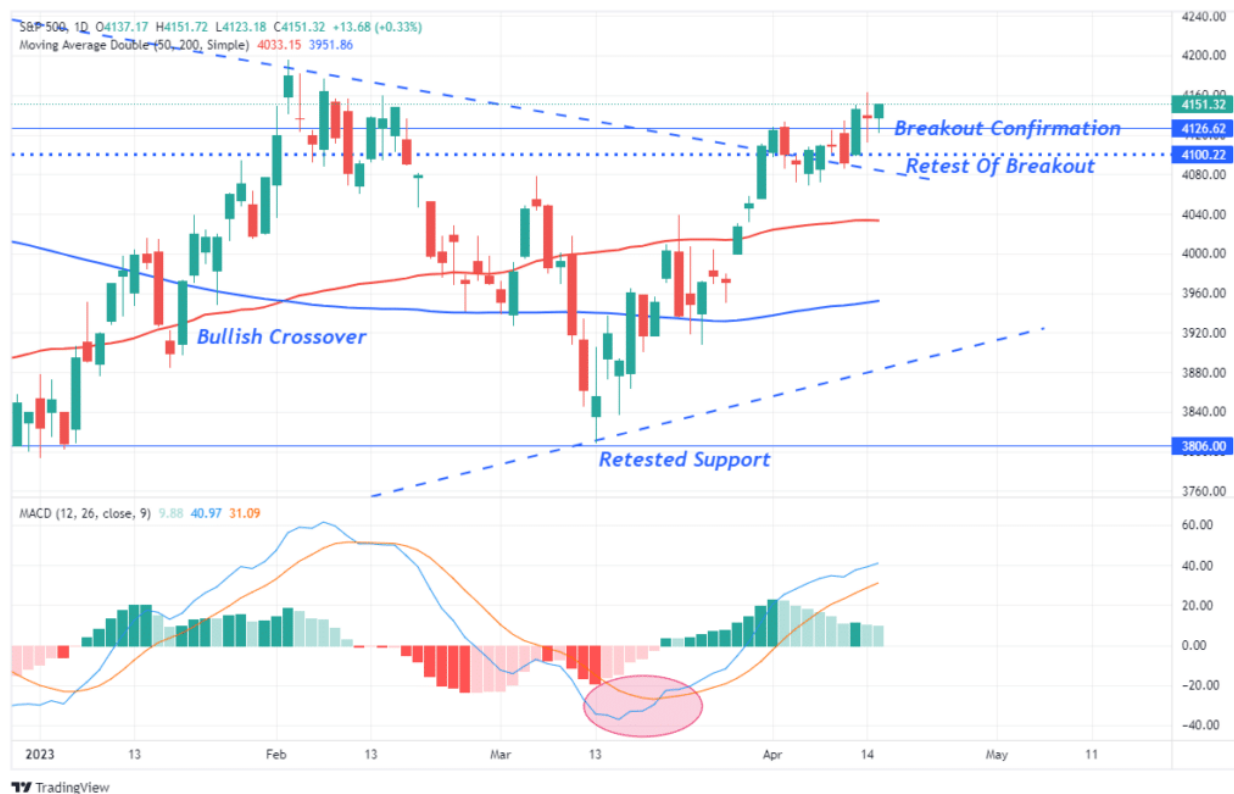 S&P 500, 1D O4137.17 H4151.72 L4123.18 C4151.32 +13.68 (+0.33%)
Moving Average Double (50, 200, Simple) 4033.15 3951.86
4240.00
4200.00
4160.00
4151.32
Breakout Confirmation
4126.62
4100.22
Retest Of Breakout
4080.00
4040.00
4000.00
3960.00
Bullish Crossover
3920.00
3880.00
3840.00
3806.00
Retested Support
3760.00
MACD (12, 26, close, 9) 9.88 40.97 31.09
60.00
40.00
20.00
0.00
-20.00
-40.00
2023 13 Feb 13 Mar 13 Apr 14 May 11
TradingView